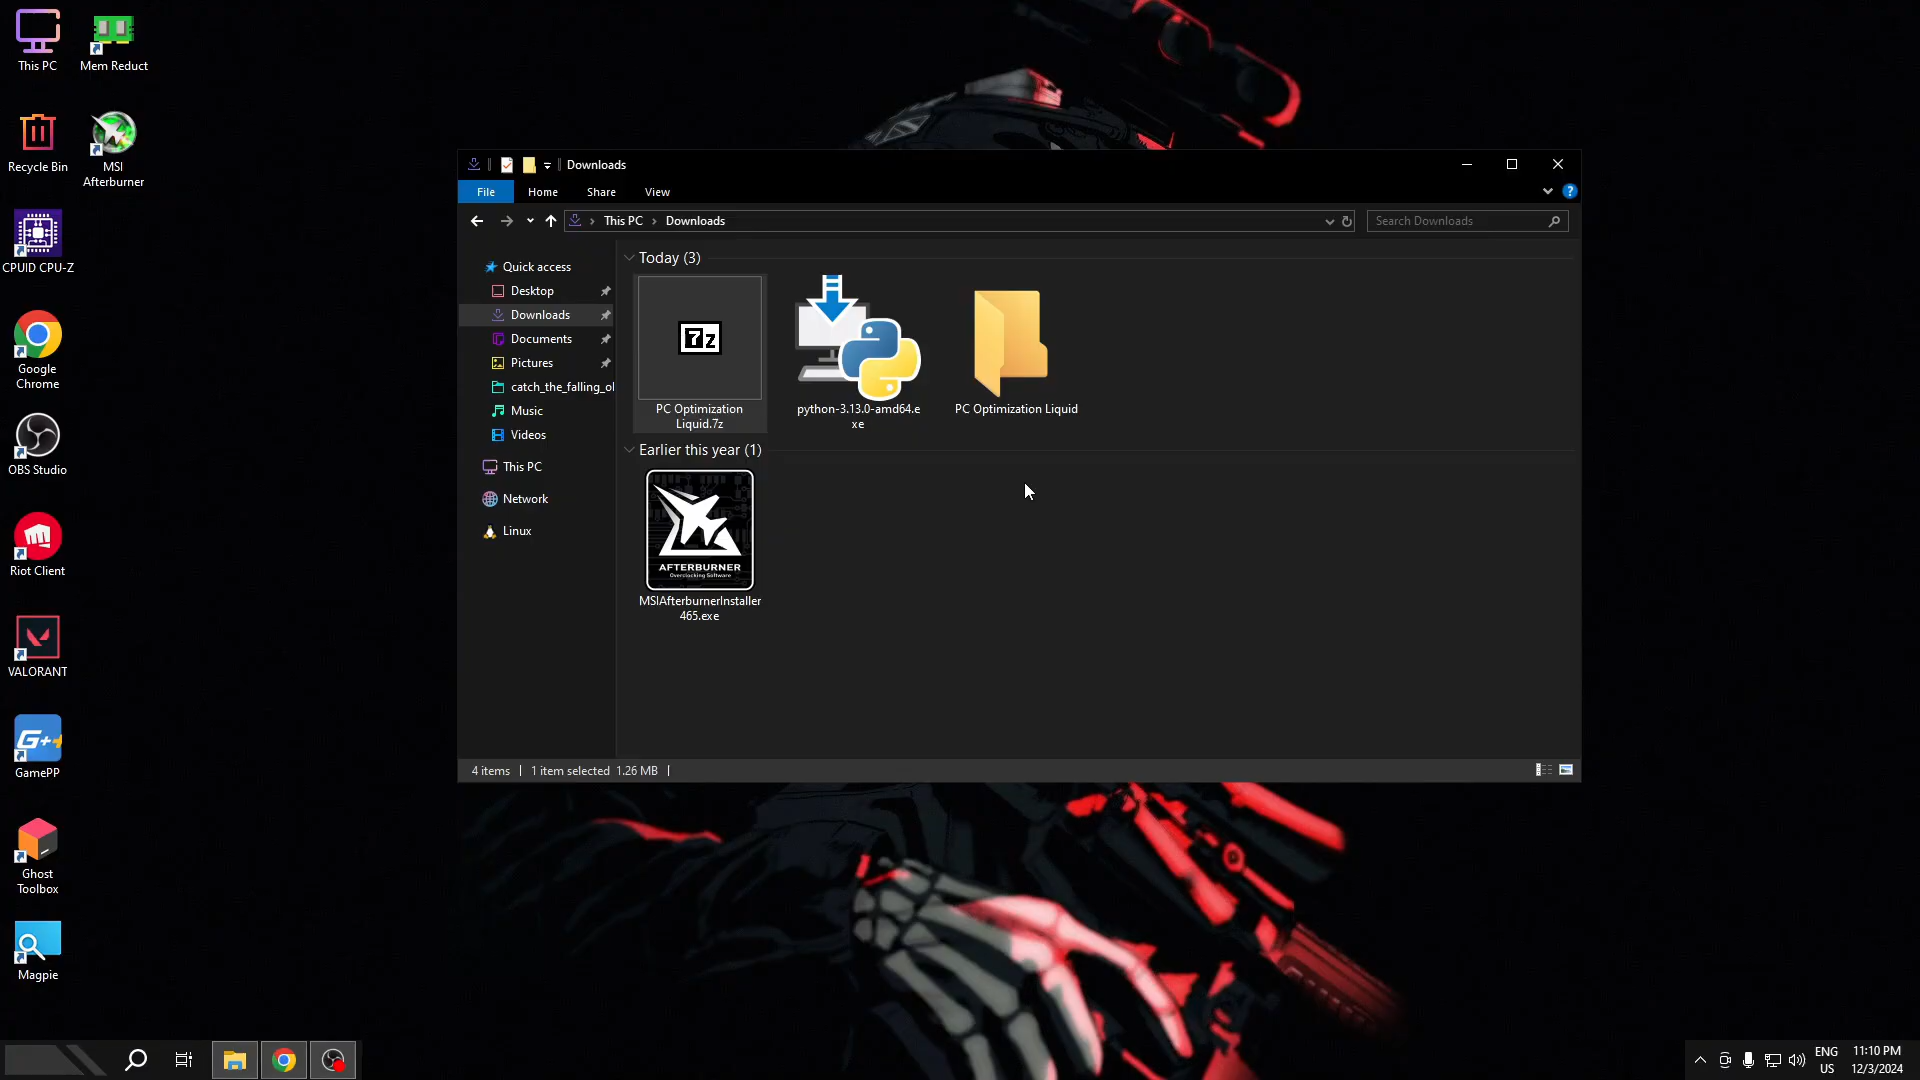 This PC
Mem Reduct
Recycle Bin
MSI
Afterburner
CPUID CPU-Z
Google
Chrome
OBS Studio
Riot Client
VALORANT
G++
GamePP
Ghost
Toolbox
Magpie
Downloads
File
Home
Share
View
?
This PC
Downloads
Search Downloads
Quick access
Desktop
Downloads
Documents
Pictures
catch_the_falling_ol
Music
Videos
This PC
Network
Linux
Today (3)
7z
PC Optimization
Liquid.7z
python-3.13.0-amd64.e
xe
PC Optimization Liquid
Earlier this year (1)
AFTERBURNER
Overclocking Software
MSIAfterburnerInstaller
465.exe
4 items
1 item selected 1.26 MB
ENG
US
11:10 PM
12/3/2024